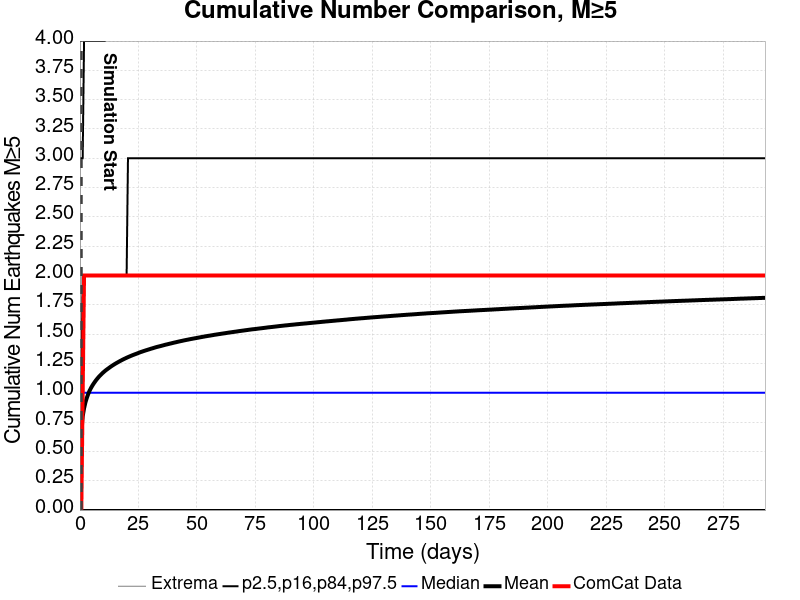 Cumulative Number Comparison, M≥5
Cumulative Num Earthquakes M≥5
4.00
3.75
3.50
3.25
3.00
2.75
2.50
2.25
2.00
1.75
1.50
1.25
1.00
0.75
0.50
0.25
0.00
Simulation Start
0 25 50 75 100 125 150 175 200 225 250 275
Time (days)
Extrema p2.5,p16,p84,p97.5 Median Mean ComCat Data